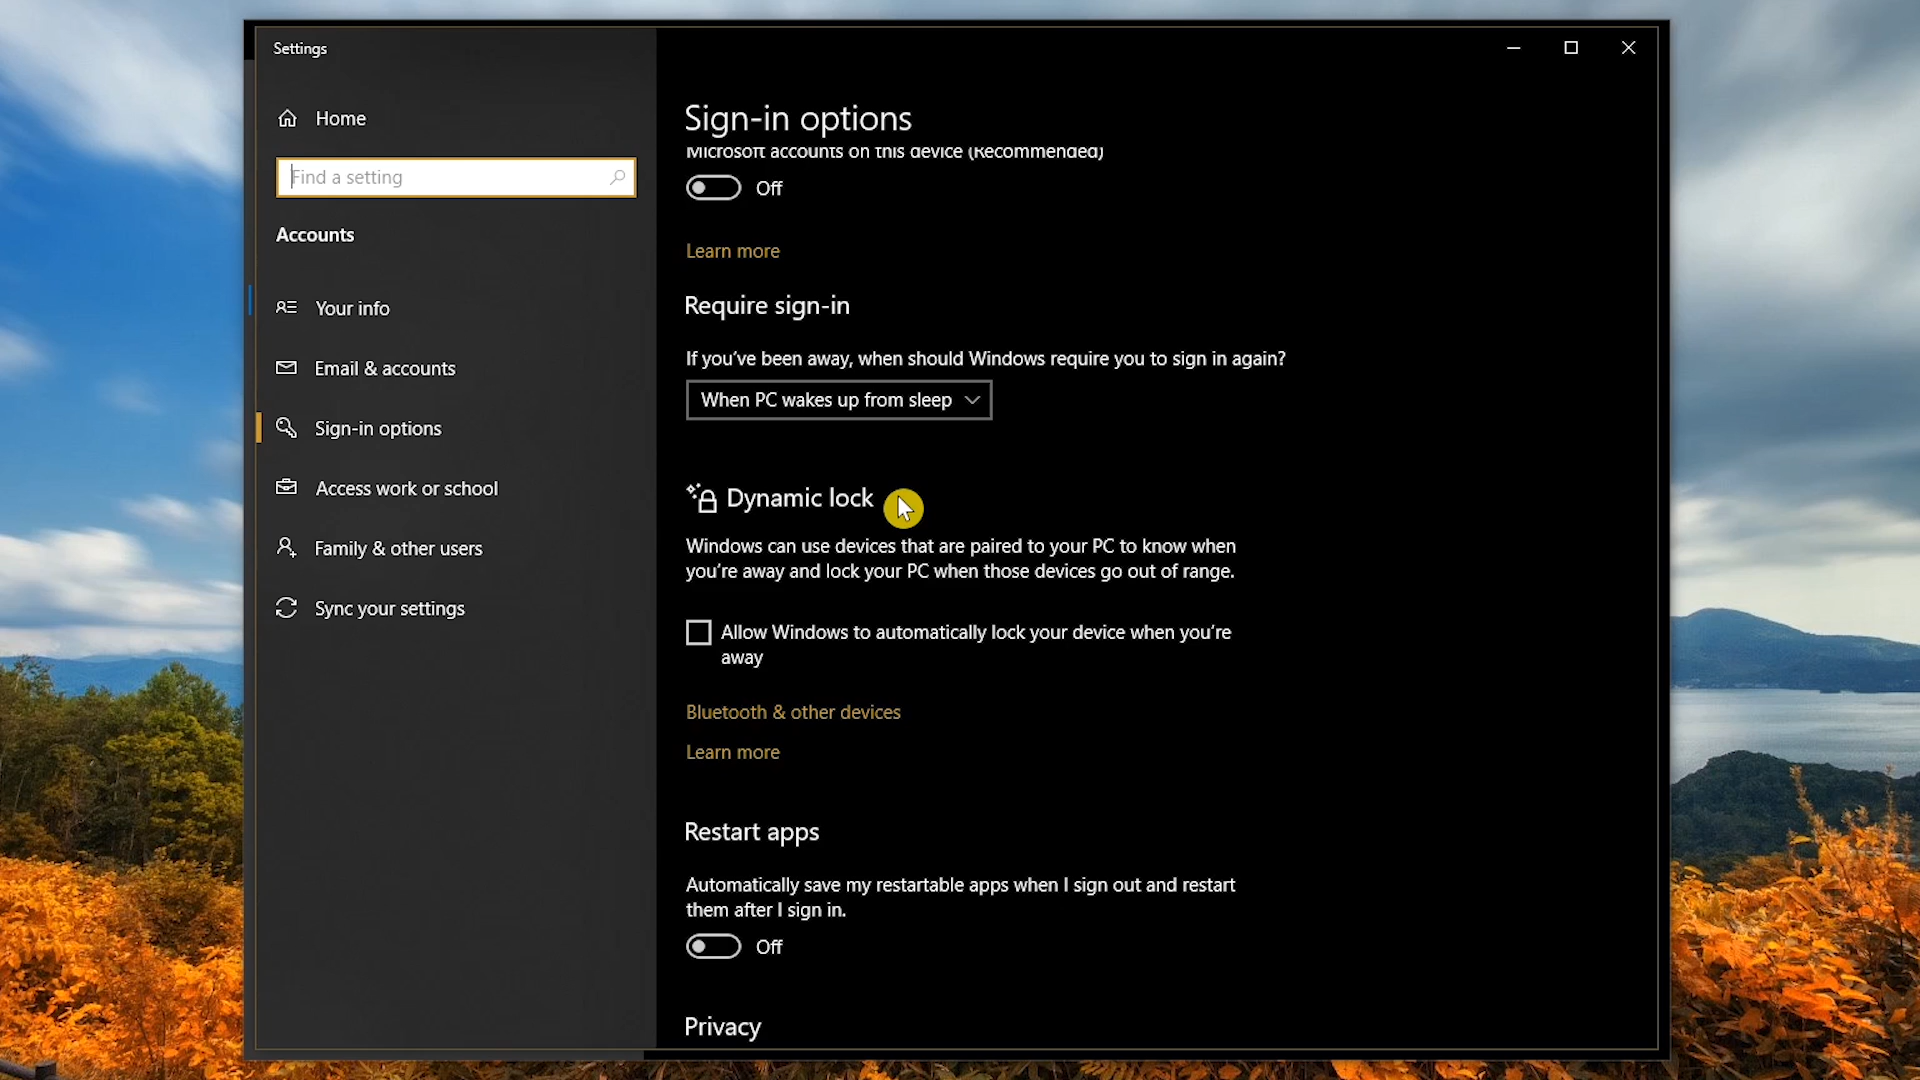 Settings
Home
Find a setting
Accounts
Your info
Email & accounts
Sign-in options
Access work or school
Family & other users
Sync your settings
Sign-in options
Microsoft accounts on this device (Recommended)
Off
Learn more
Require sign-in
If you've been away, when should Windows require you to sign in again?
When PC wakes up from sleep
Dynamic lock
Windows can use devices that are paired to your PC to know when
you're away and lock your PC when those devices go out of range.
Allow Windows to automatically lock your device when you're
away
Bluetooth & other devices
Learn more
Restart apps
Automatically save my restartable apps when I sign out and restart
them after I sign in.
Off
Privacy